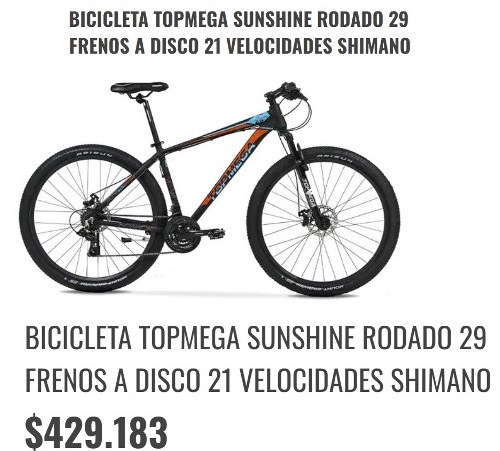 BICICLETA TOPMEGA SUNSHINE RODADO 29
FRENOS A DISCO 21 VELOCIDADES SHIMANO
TOPMEGA
BICICLETA TOPMEGA SUNSHINE RODADO 29
FRENOS A DISCO 21 VELOCIDADES SHIMANO
$429.183